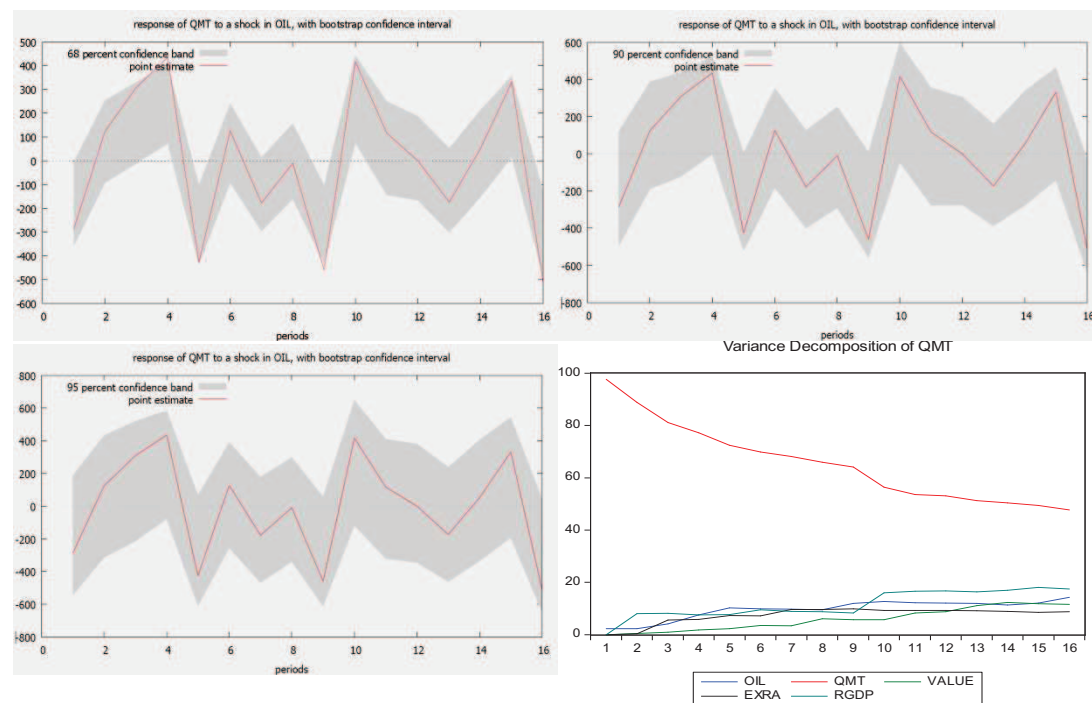 response of QMT to a shock in OIL, with bootstrap confidence interval
500
400
300
200
100
0
-100
-200
-300
-400
-500
-600
68 percent confidence band
point estimate
0 2 4 6 8 10 12 14 16
periods
response of QMT to a shock in OIL, with bootstrap confidence interval
600
400
200
0
-200
-400
-600
-800
90 percent confidence band
point estimate
0 2 4 6 8 10 12 14 16
periods
response of QMT to a shock in OIL, with bootstrap confidence interval
800
600
400
200
0
-200
-400
-600
-800
95 percent confidence band
point estimate
0 2 4 6 8 10 12 14 16
periods
Variance Decomposition of QMT
100
80
60
40
20
0
1 2 3 4 5 6 7 8 9 10 11 12 13 14 15 16
OIL QMT VALUE
EXRA RGDP